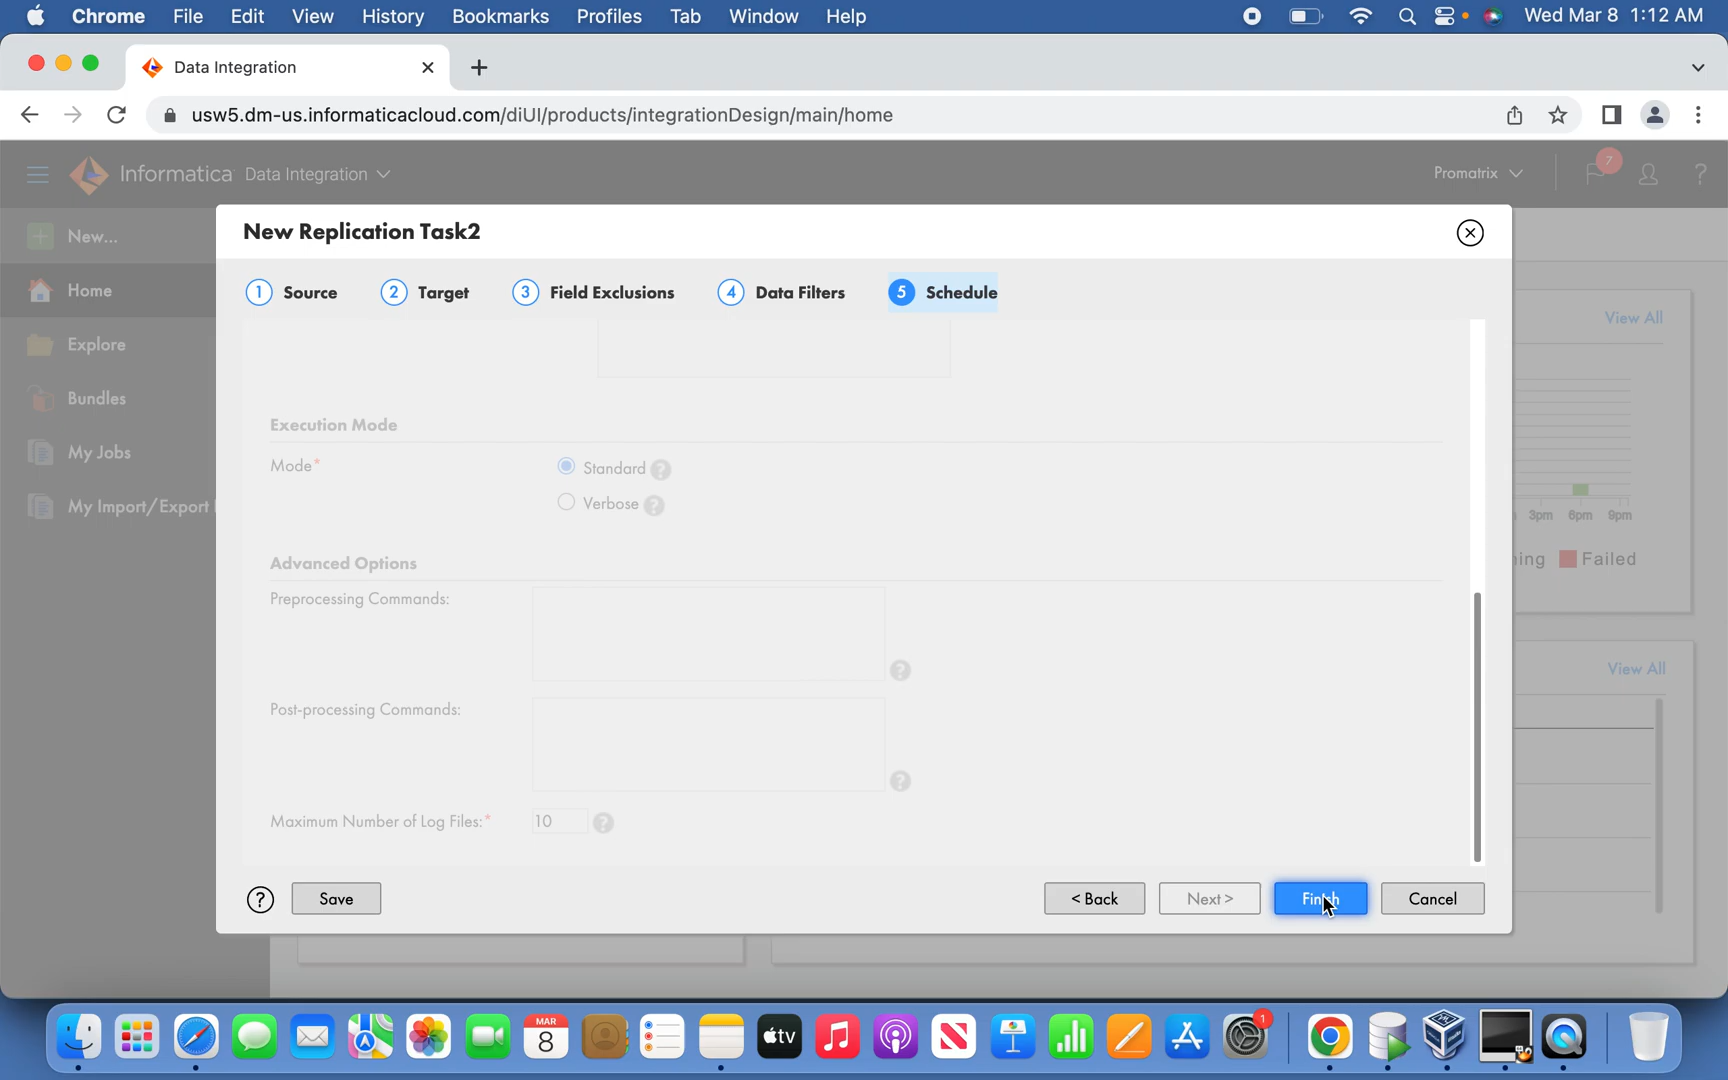 Chrome File Edit View History Bookmarks Profiles Tab Window Help Wed Mar 8 1:12 AM
Data Integration
usw5.dm-us.informaticacloud.com/diUI/products/integrationDesign/main/home
Informatica Data Integration Promatrix 7 ?
New...
Home
Explore
Bundles
My Jobs
My Import/Export
New Replication Task2
1 Source 2 Target 3 Field Exclusions 4 Data Filters 5 Schedule
View All
Execution Mode
Mode*
Standard ?
Verbose ?
3pm 6pm 9pm
Failed
Advanced Options
Preprocessing Commands:
?
View All
Post-processing Commands:
?
Maximum Number of Log Files:* 10 ?
? Save < Back Next > Finish Cancel
MAR
8
tv
1